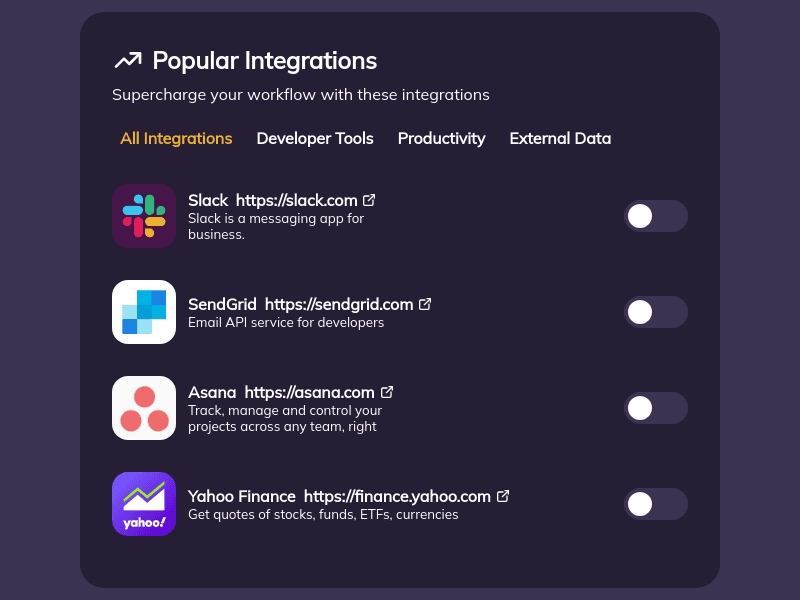 Popular Integrations
Supercharge your workflow with these integrations
All Integrations Developer Tools Productivity External Data
Slack https://slack.com
Slack is a messaging app for
business.
SendGrid https://sendgrid.com
Email API service for developers
Asana https://asana.com
Track, manage and control your
projects across any team, right
yahoo!
Yahoo Finance https://finance.yahoo.com
Get quotes of stocks, funds, ETFs, currencies